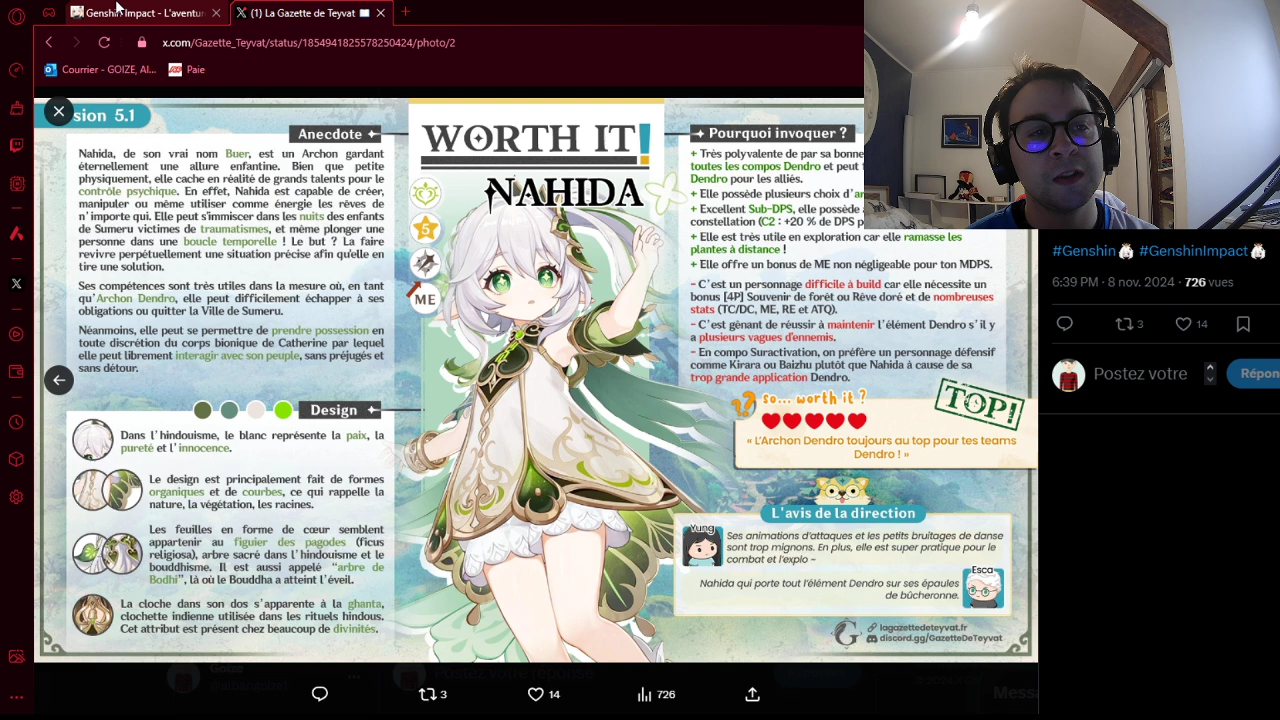 Genshin Impact - L'aventur
(1) La Gazette de Teyvat
x.com/Gazette_Teyvat/status/1854941825578250424/photo/2
Courrier - GOIZE, Al...
Paie
sion 5.1
Anecdote
Nahida, de son vrai nom Buer, est un Archon gardant
éternellement une allure enfantine. Bien que petite
physiquement, elle cache en réalité de grands talents pour le
contrôle psychique. En effet, Nahida est capable de créer,
manipuler ou même utiliser comme énergie les rêves de
n'importe qui. Elle peut s'immiscer dans les nuits des enfants
de Sumeru victimes de traumatismes, et même plonger une
personne dans une boucle temporelle ! Le but ? La faire
revivre perpétuellement une situation précise afin qu'elle en
tire une solution.
Ses compétences sont très utiles dans la mesure où, en tant
qu'Archon Dendro, elle peut difficilement échapper à ses
obligations ou quitter la Ville de Sumeru.
Néanmoins, elle peut se permettre de prendre possession en
toute discrétion du corps bionique de Catherine par lequel
elle peut librement interagir avec son peuple, sans préjugés et
sans détour.
Design
Dans l'hindouisme, le blanc représente la paix, la
pureté et l'innocence.
Le design est principalement fait de formes
organiques et de courbes, ce qui rappelle la
nature, la végétation, les racines.
Les feuilles en forme de cœur semblent
appartenir au figuier des pagodes (ficus
religiosa), arbre sacré dans l'hindouisme et le
bouddhisme. Il est aussi appelé “arbre de
Bodhi”, là où le Bouddha a atteint l'éveil.
La cloche dans son dos s'apparente à la ghanta,
clochette indienne utilisée dans les rituels hindous.
Cet attribut est présent chez beaucoup de divinités.
WORTH IT!
NAHIDA
5
ME
Pourquoi invoquer ?
+ Très polyvalente de par sa bonne
toutes les compos Dendro et peut
Dendro pour les alliés.
+ Elle possède plusieurs choix d'ar
+ Excellent Sub-DPS, elle possède
constellation (C2 : +20 % de DPS p
+ Elle est très utile en exploration car elle ramasse les
plantes à distance !
+ Elle offre un bonus de ME non négligeable pour ton MDPS.
- C'est un personnage difficile à build car elle nécessite un
bonus [4P] Souvenir de forêt ou Rêve doré et de nombreuses
stats (TC/DC, ME, RE et ATQ).
- C'est gênant de réussir à maintenir l'élément Dendro s'il y
a plusieurs vagues d'ennemis.
- En compo Suractivation, on préfère un personnage défensif
comme Kirara ou Baizhu plutôt que Nahida à cause de sa
trop grande application Dendro.
so... worth it ?
TOP!
« L'Archon Dendro toujours au top pour tes teams
Dendro ! »
L'avis de la direction
Yung
Ses animations d'attaques et les petits bruitages de danse
sont trop mignons. En plus, elle est super pratique pour le
combat et l'explo ~
Esca
Nahida qui porte tout l'élément Dendro sur ses épaules
de bûcheronne.
lagazettedeteyvat.fr
discord.gg/GazetteDeTeyvat
3
14
726
#Genshin #GenshinImpact
6:39 PM · 8 nov. 2024 · 726 vues
3
14
Postez votre
Répon